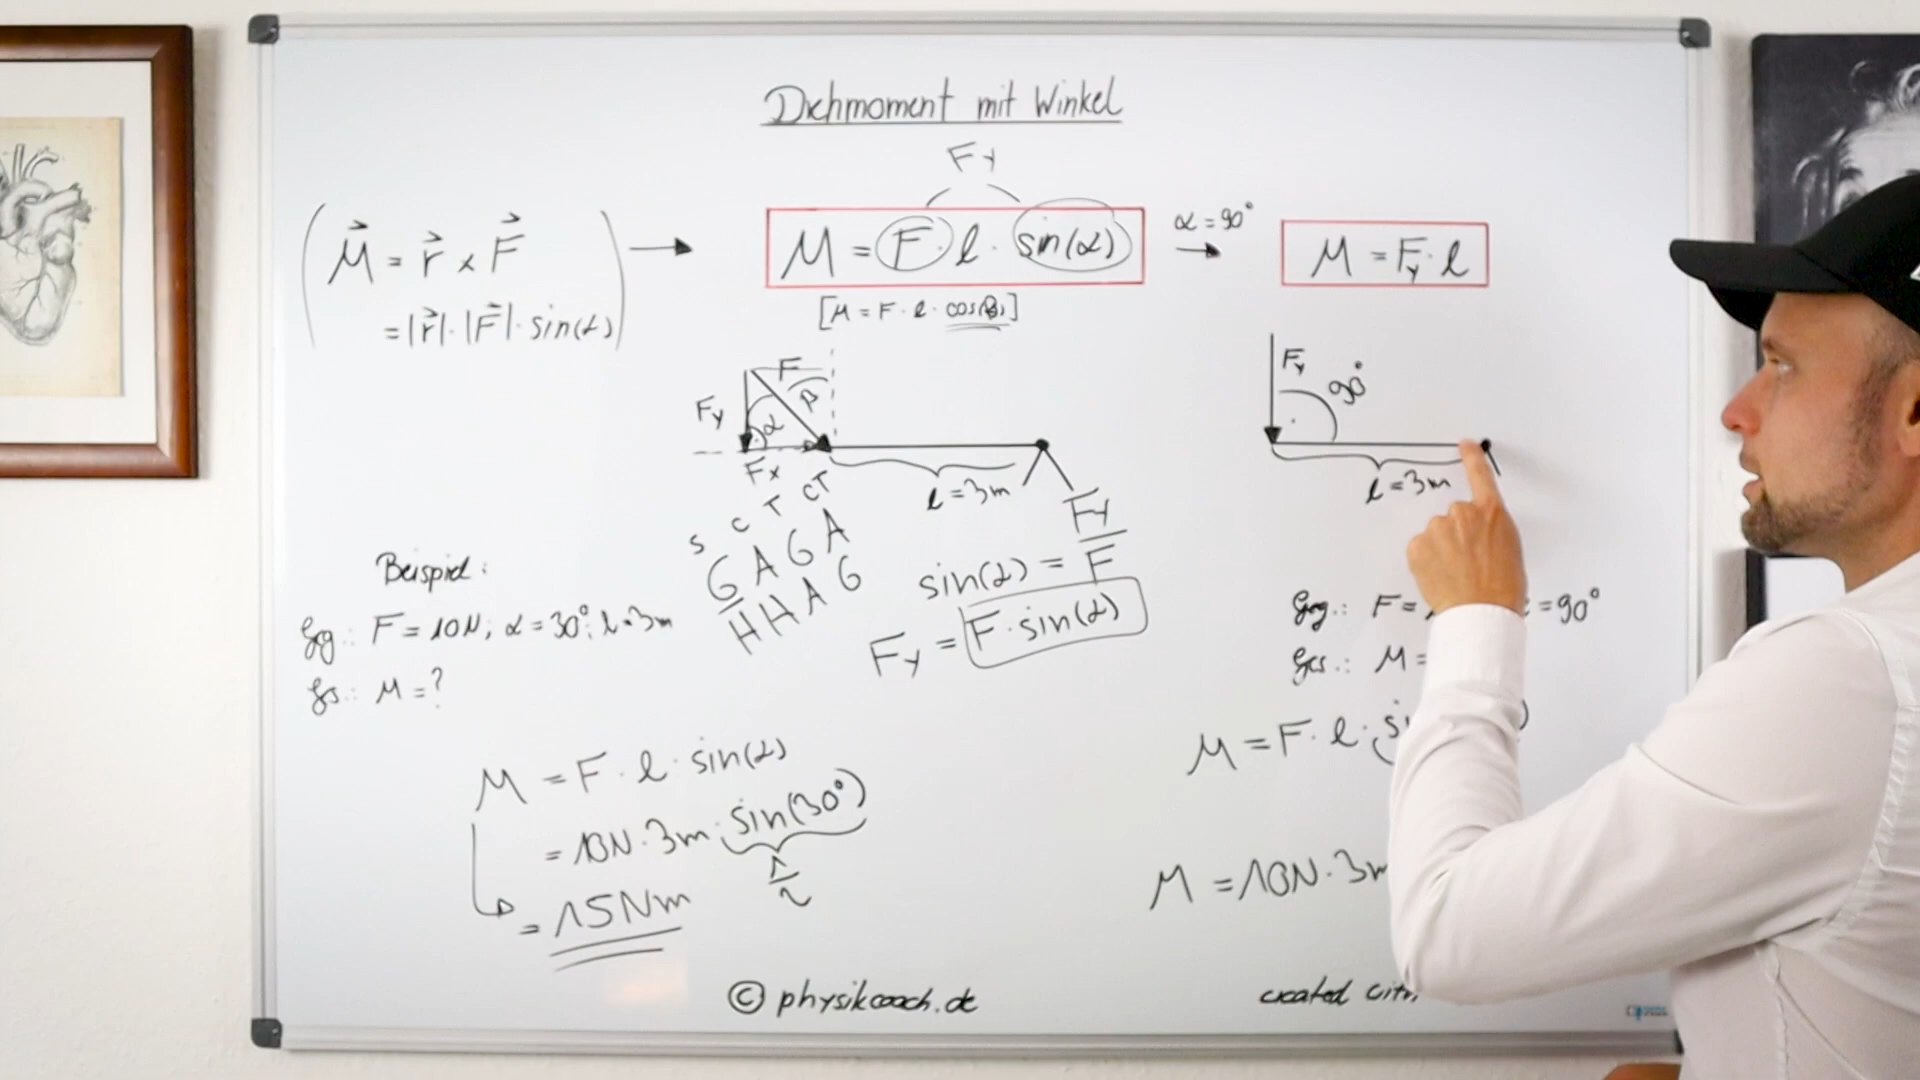 Drehmoment mit Winkel
Fy
M⃗ = r⃗ × F⃗
= |r⃗| · |F⃗| · sin(α)
M = F · l · sin(α)
α = 90°
M = Fy · l
[M = F · l · cos(β)]
F
Fy
β
α
Fx
l = 3m
Fy
90°
l = 3m
S C T CT
G A G A
H H A G
sin(α) = Fy/F
Fy = F · sin(α)
Beispiel:
Geg.: F = 10N; α = 30°; l = 3m
Ges.: M = ?
M = F · l · sin(α)
= 10N · 3m · sin(30°)
1/2
= 15Nm
Geg.: F = = 90°
Ges.: M =
M = F · l ·
M = 10N · 3m
© physikcoach.de
created